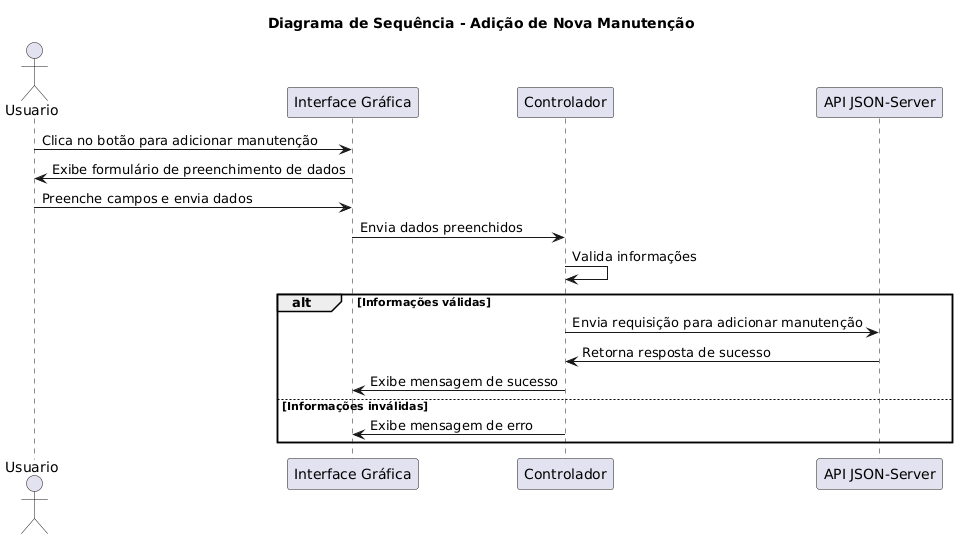 Diagrama de Sequência - Adição de Nova Manutenção
Usuario
Interface Gráfica
Controlador
API JSON-Server
Clica no botão para adicionar manutenção
Exibe formulário de preenchimento de dados
Preenche campos e envia dados
Envia dados preenchidos
Valida informações
alt
[Informações válidas]
Envia requisição para adicionar manutenção
Retorna resposta de sucesso
Exibe mensagem de sucesso
[Informações inválidas]
Exibe mensagem de erro
Usuario
Interface Gráfica
Controlador
API JSON-Server